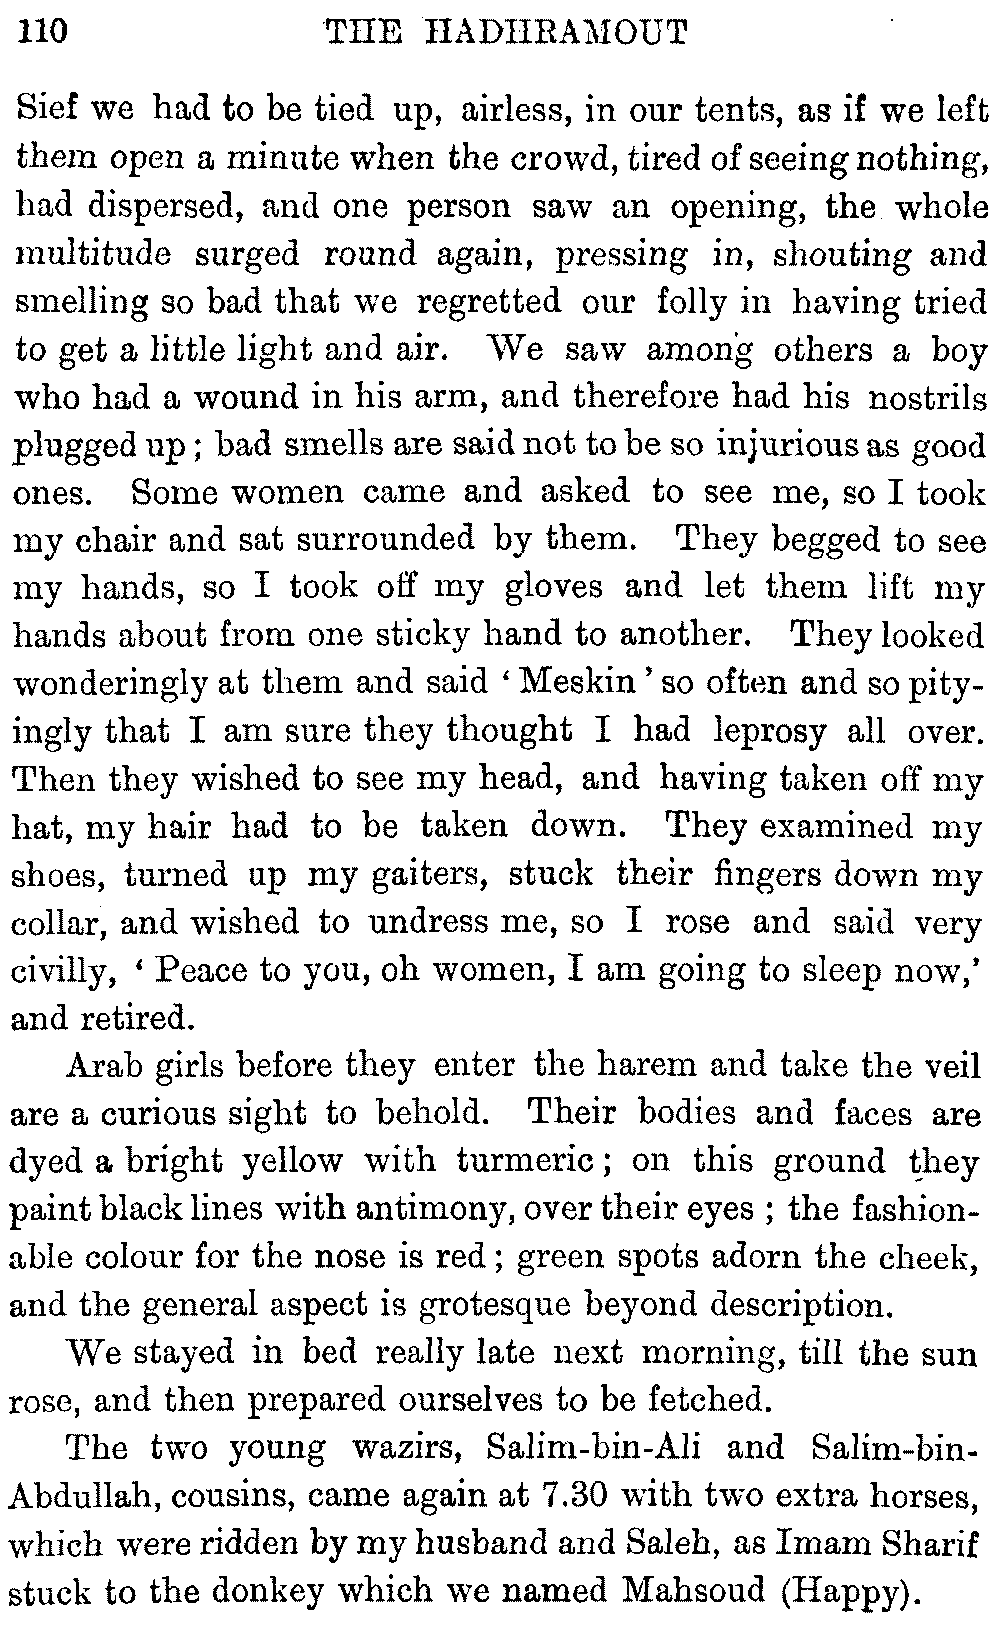 110 THE HADHRAMOUT
Sief we had to be tied up, airless, in our tents, as if we left
them open a minute when the crowd, tired of seeing nothing,
had dispersed, and one person saw an opening, the whole
multitude surged round again, pressing in, shouting and
smelling so bad that we regretted our folly in having tried
to get a little light and air. We saw among others a boy
who had a wound in his arm, and therefore had his nostrils
plugged up ; bad smells are said not to be so injurious as good
ones. Some women came and asked to see me, so I took
my chair and sat surrounded by them. They begged to see
my hands, so I took off my gloves and let them lift my
hands about from one sticky hand to another. They looked
wonderingly at them and said ‘ Meskin ’ so often and so pity-
ingly that I am sure they thought I had leprosy all over.
Then they wished to see my head, and having taken off my
hat, my hair had to be taken down. They examined my
shoes, turned up my gaiters, stuck their fingers down my
collar, and wished to undress me, so I rose and said very
civilly, ‘ Peace to you, oh women, I am going to sleep now,’
and retired.
Arab girls before they enter the harem and take the veil
are a curious sight to behold. Their bodies and faces are
dyed a bright yellow with turmeric ; on this ground they
paint black lines with antimony, over their eyes ; the fashion-
able colour for the nose is red ; green spots adorn the cheek,
and the general aspect is grotesque beyond description.
We stayed in bed really late next morning, till the sun
rose, and then prepared ourselves to be fetched.
The two young wazirs, Salim-bin-Ali and Salim-bin-
Abdullah, cousins, came again at 7.30 with two extra horses,
which were ridden by my husband and Saleh, as Imam Sharif
stuck to the donkey which we named Mahsoud (Happy).